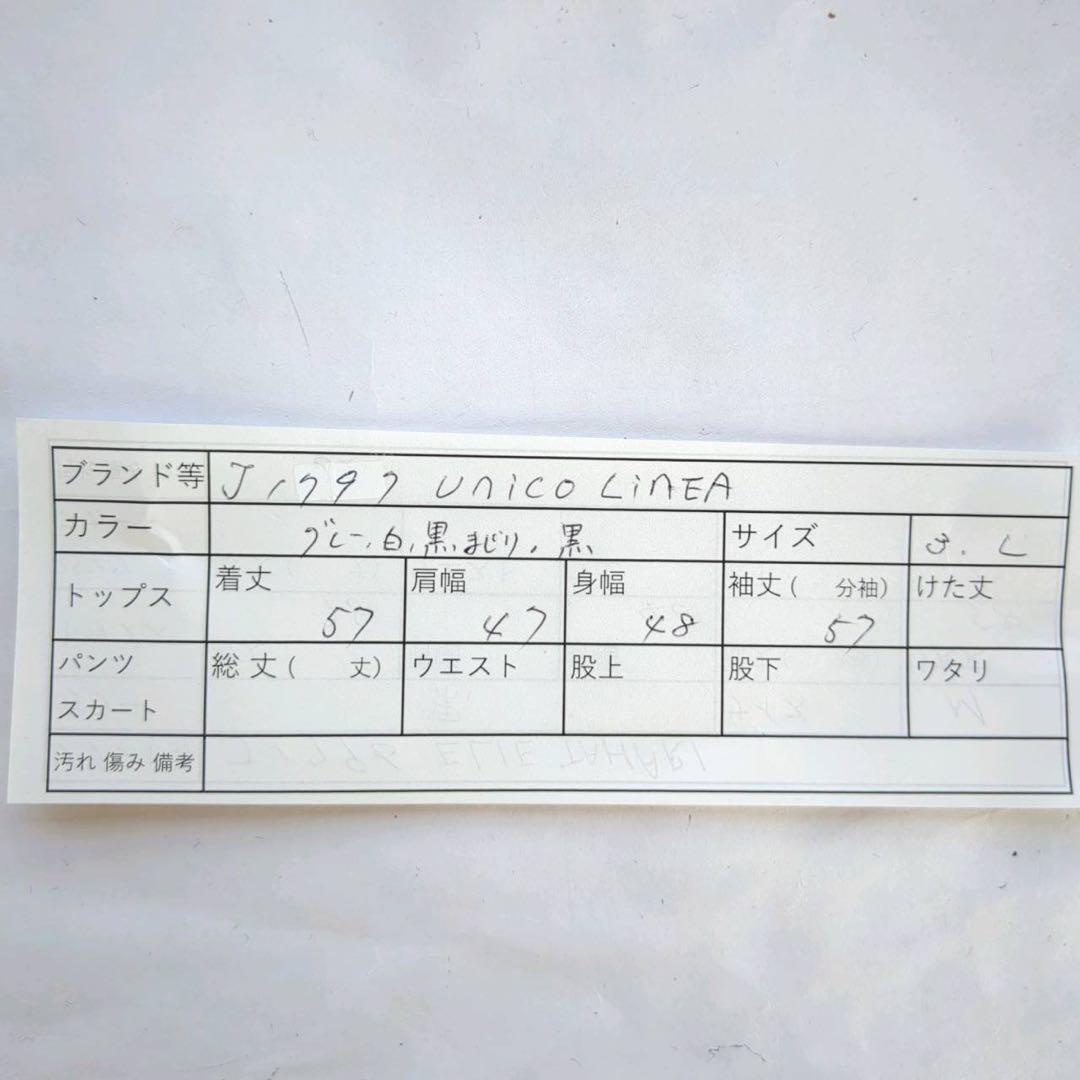 ブランド等 J1997 UNICO LINEA
カラー グレー、白、黒まじり、黒 サイズ 3. L
トップス 着丈 57 肩幅 47 身幅 48 袖丈( 分袖) 57 けた丈
パンツ スカート 総丈( 丈) ウエスト 股上 股下 ワタリ
汚れ 傷み 備考